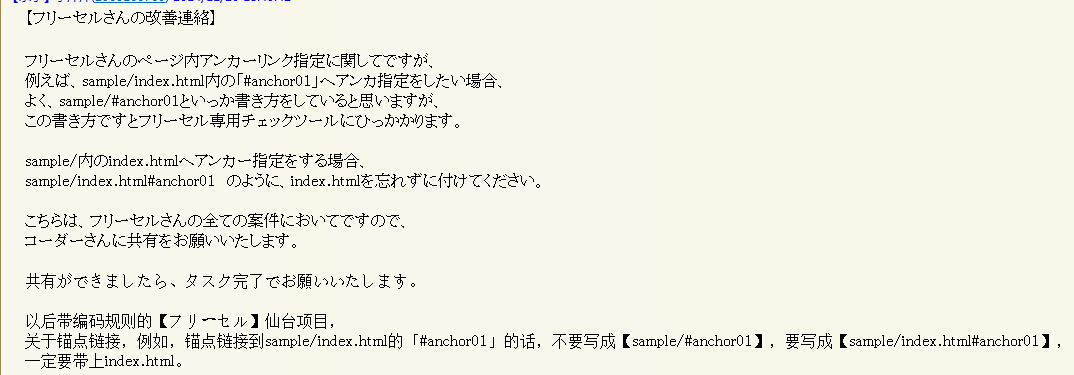 【フリーセルさんの改善連絡】
フリーセルさんのページ内アンカーリンク指定に関してですが、
例えば、sample/index.html内の「#anchor01」へアンカ指定をしたい場合、
よく、sample/#anchor01といっか書き方をしていると思いますが、
この書き方ですとフリーセル専用チェックツールにひっかかります。
sample/内のindex.htmlへアンカー指定をする場合、
sample/index.html#anchor01 のように、index.htmlを忘れずに付けてください。
こちらは、フリーセルさんの全ての案件においてですので、
コーダーさんに共有をお願いいたします。
共有ができましたら、タスク完了でお願いいたします。
以后带编码规则的【フリーセル】仙台项目，
关于锚点链接，例如，锚点链接到sample/index.html的「#anchor01」的话，不要写成【sample/#anchor01】，要写成【sample/index.html#anchor01】，
一定要带上index.html。